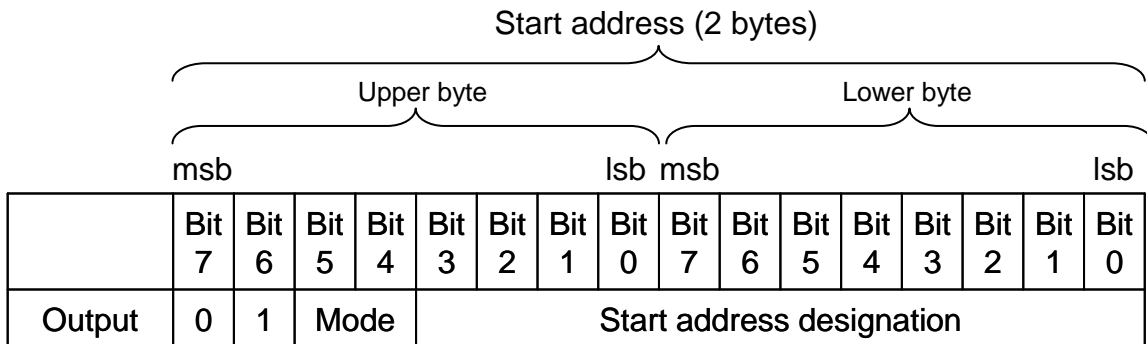 Start address (2 bytes)
Upper byte Lower byte
msb lsb msb lsb
Bit 7 Bit 6 Bit 5 Bit 4 Bit 3 Bit 2 Bit 1 Bit 0 Bit 7 Bit 6 Bit 5 Bit 4 Bit 3 Bit 2 Bit 1 Bit 0
Output 0 1 Mode Start address designation